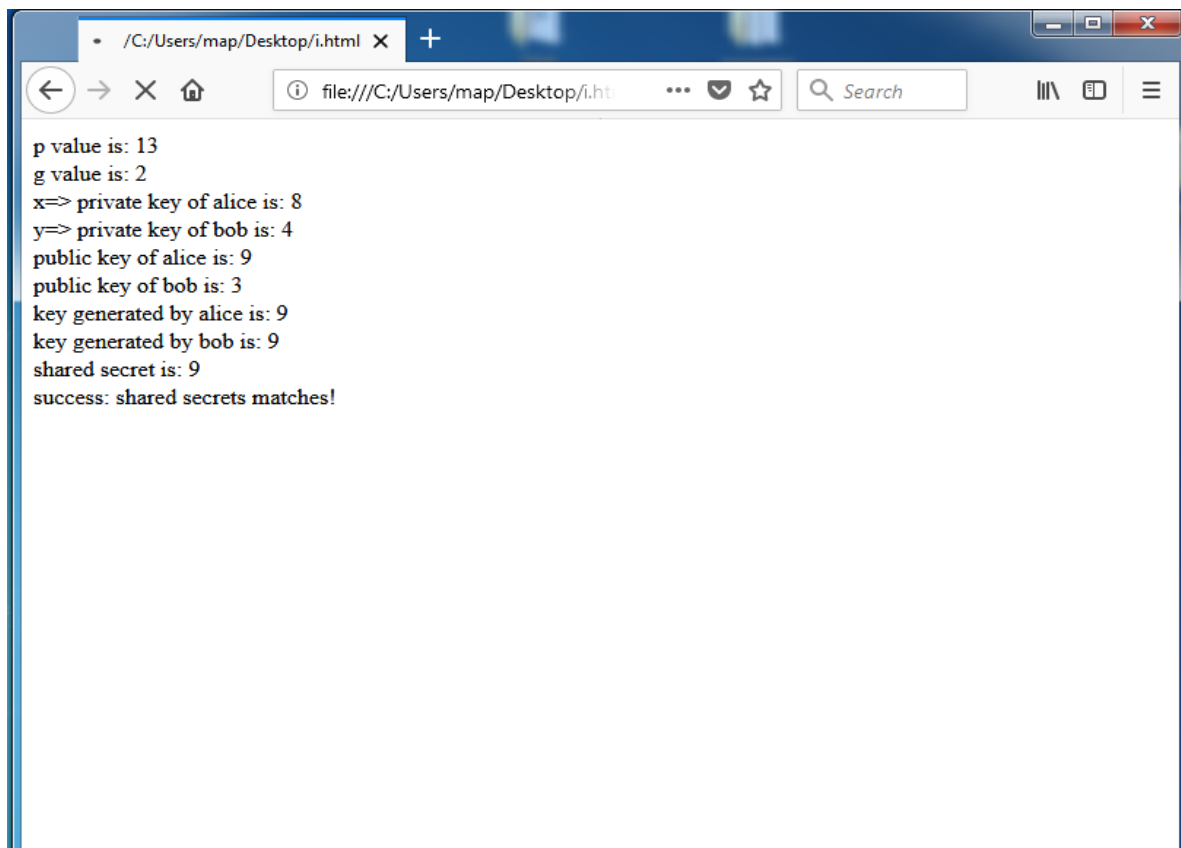 /C:/Users/map/Desktop/i.html
file:///C:/Users/map/Desktop/i.ht
Search
p value is: 13
g value is: 2
x=> private key of alice is: 8
y=> private key of bob is: 4
public key of alice is: 9
public key of bob is: 3
key generated by alice is: 9
key generated by bob is: 9
shared secret is: 9
success: shared secrets matches!